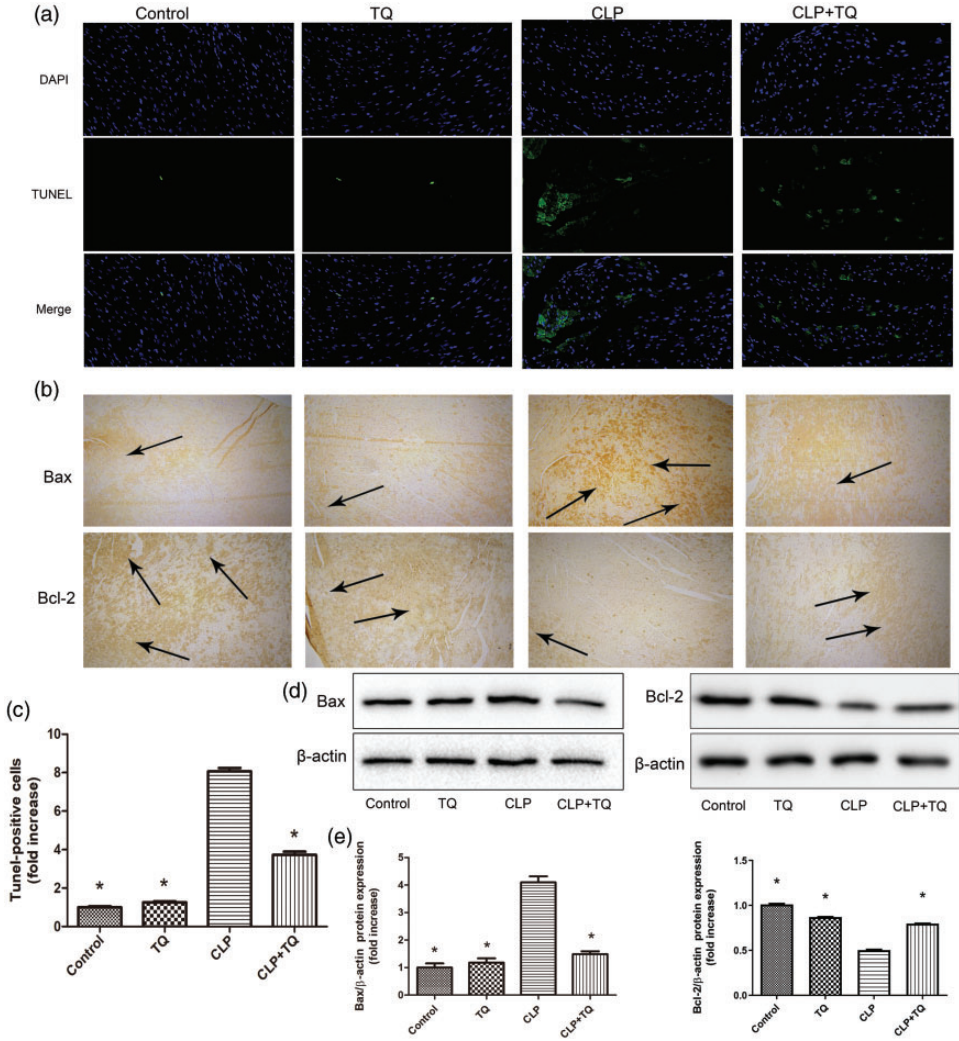 (a)
Control TQ CLP CLP+TQ
DAPI
TUNEL
Merge
(b)
Bax
Bcl-2
(c)
Tunel-positive cells
(fold increase)
10
8
6
4
2
0
* * *
Control TQ CLP CLP+TQ
(d)
Bax
β-actin
Control TQ CLP CLP+TQ
Bcl-2
β-actin
Control TQ CLP CLP+TQ
(e)
Bax/β-actin protein expression
(fold increase)
5
4
3
2
1
0
* * *
Control TQ CLP CLP+TQ
Bcl-2/β-actin protein expression
(fold increase)
1.5
1.0
0.5
0.0
* * *
Control TQ CLP CLP+TQ